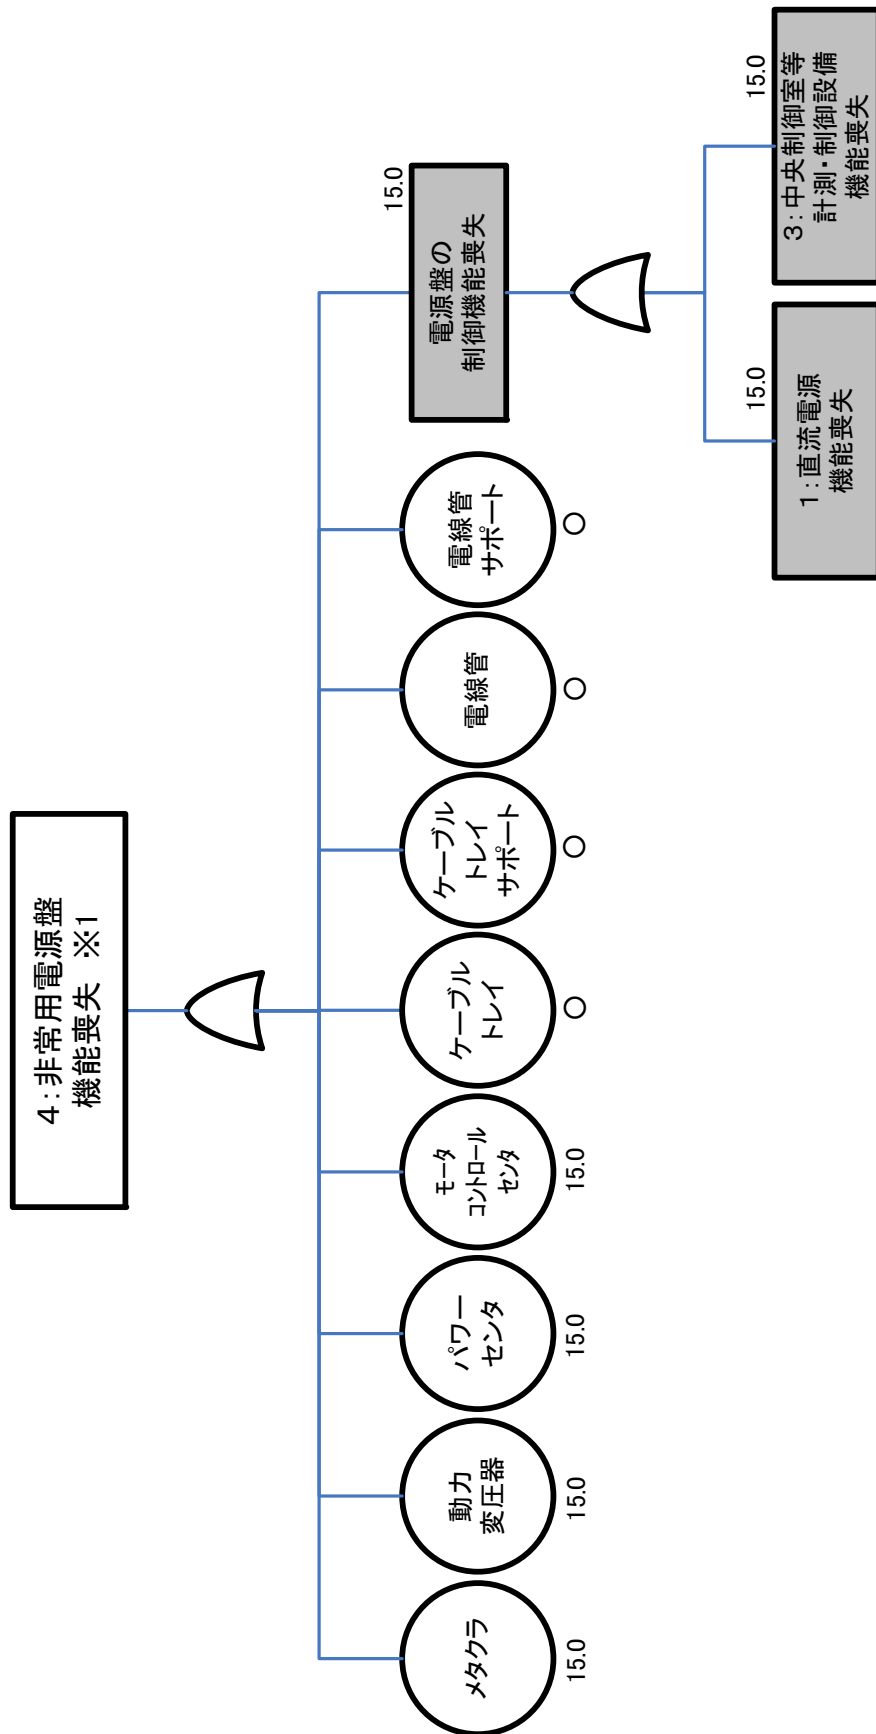 4:非常用電源盤
機能喪失 ※1
メタクラ
15.0
動力
変圧器
15.0
パワー
センタ
15.0
モータ
コントロール
センタ
15.0
ケーブル
トレイ
○
ケーブル
トレイ
サポート
○
電線管
○
電線管
サポート
○
15.0
電源盤の
制御機能喪失
15.0
1:直流電源
機能喪失
15.0
3:中央制御室等
計測・制御設備
機能喪失